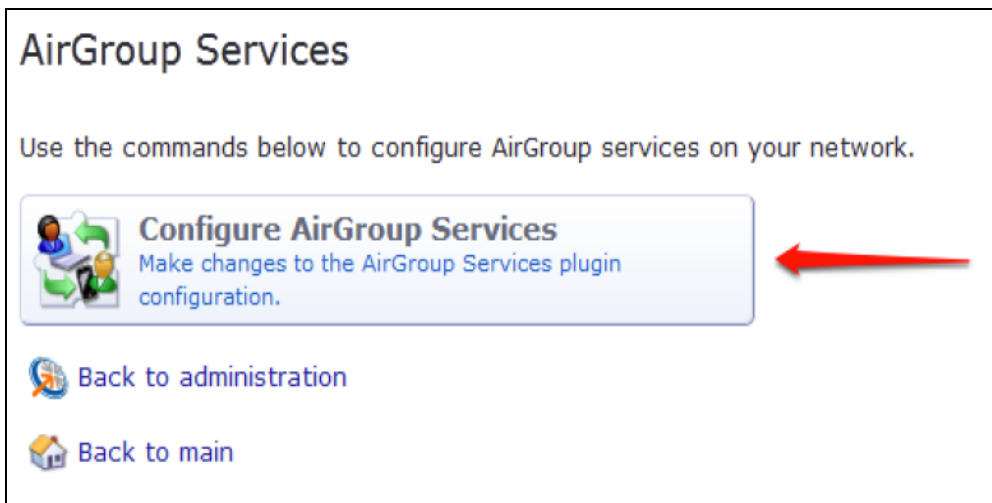 AirGroup Services
Use the commands below to configure AirGroup services on your network.
Configure AirGroup Services
Make changes to the AirGroup Services plugin
configuration.
Back to administration
Back to main